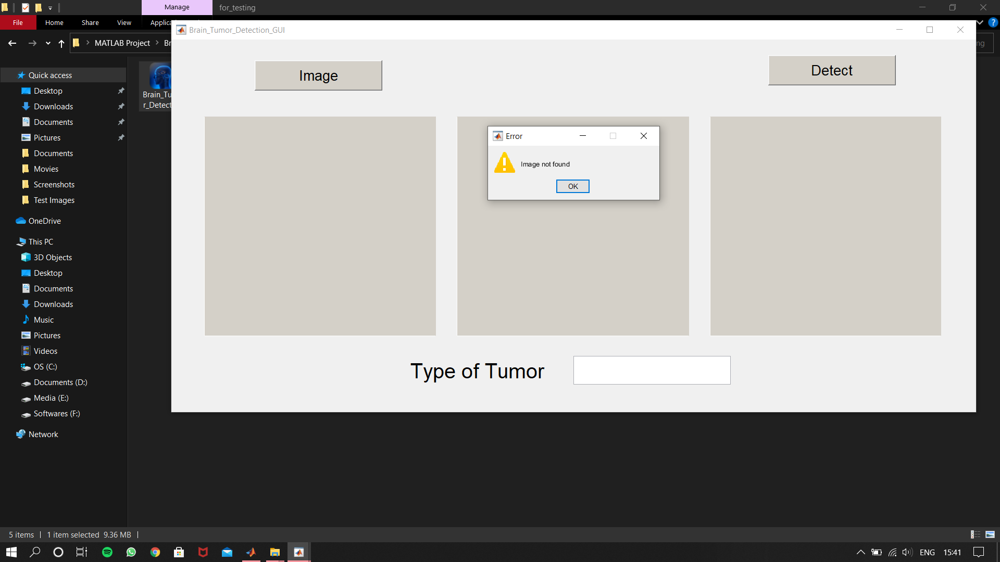 Manage
for_testing
File
Home
Share
View
Applica
MATLAB Project
Br
ng
Brain_Tumor_Detection_GUI
Image
Detect
Error
Image not found
OK
Type of Tumor
Quick access
Desktop
Downloads
Documents
Pictures
Documents
Movies
Screenshots
Test Images
OneDrive
This PC
3D Objects
Desktop
Documents
Downloads
Music
Pictures
Videos
OS (C:)
Documents (D:)
Media (E:)
Softwares (F:)
Network
Brain_Tu
r_Detect
5 items
1 item selected 9.36 MB
ENG
15:41